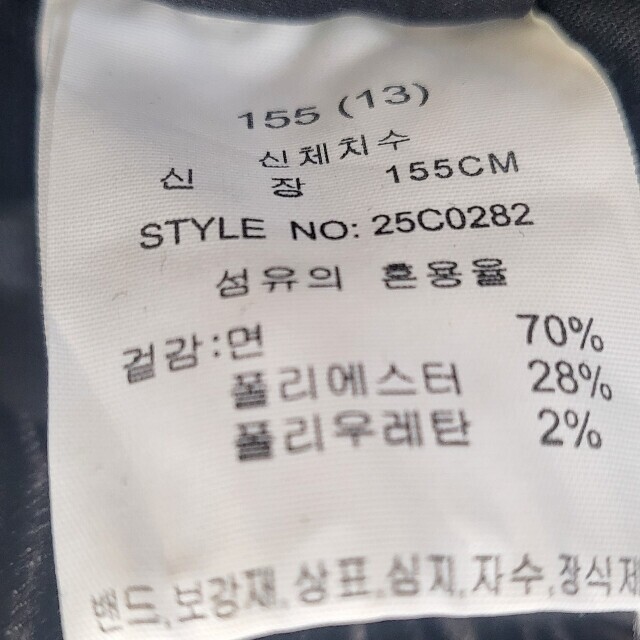 155 (13)
신체치수
신 장 155CM
STYLE NO: 25C0282
섬유의 혼용율
겉감:면 70%
폴리에스터 28%
폴리우레탄 2%
밴드,보강재,상표,심지,자수,장식재